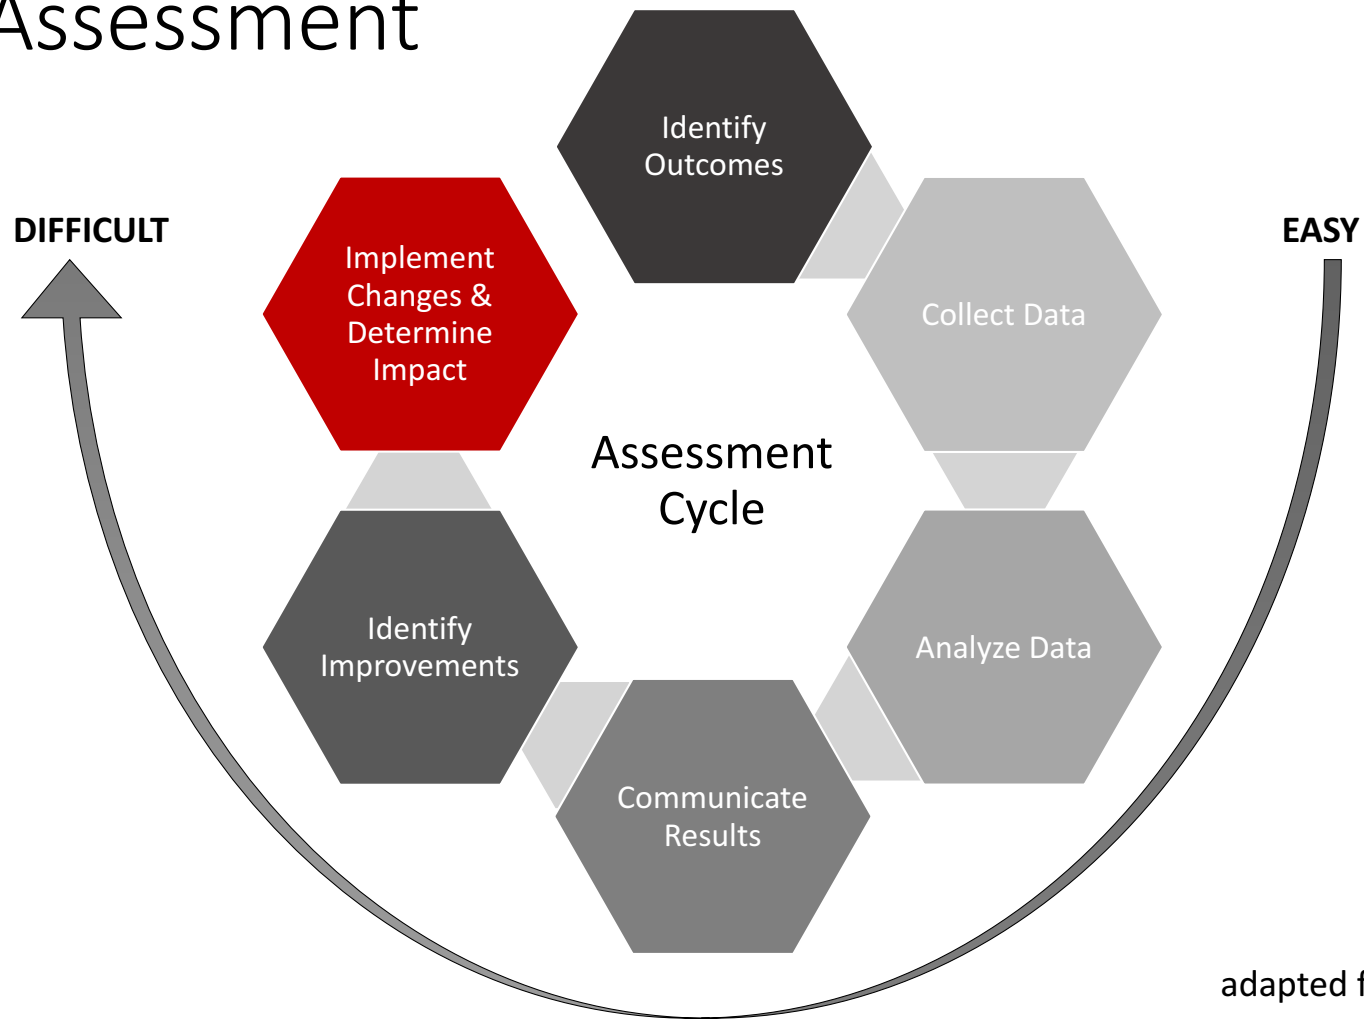 Assessment
Identify
Outcomes
DIFFICULT
EASY
Implement
Changes &
Determine
Impact
Collect Data
Assessment
Cycle
Identify
Improvements
Analyze Data
Communicate
Results
adapted